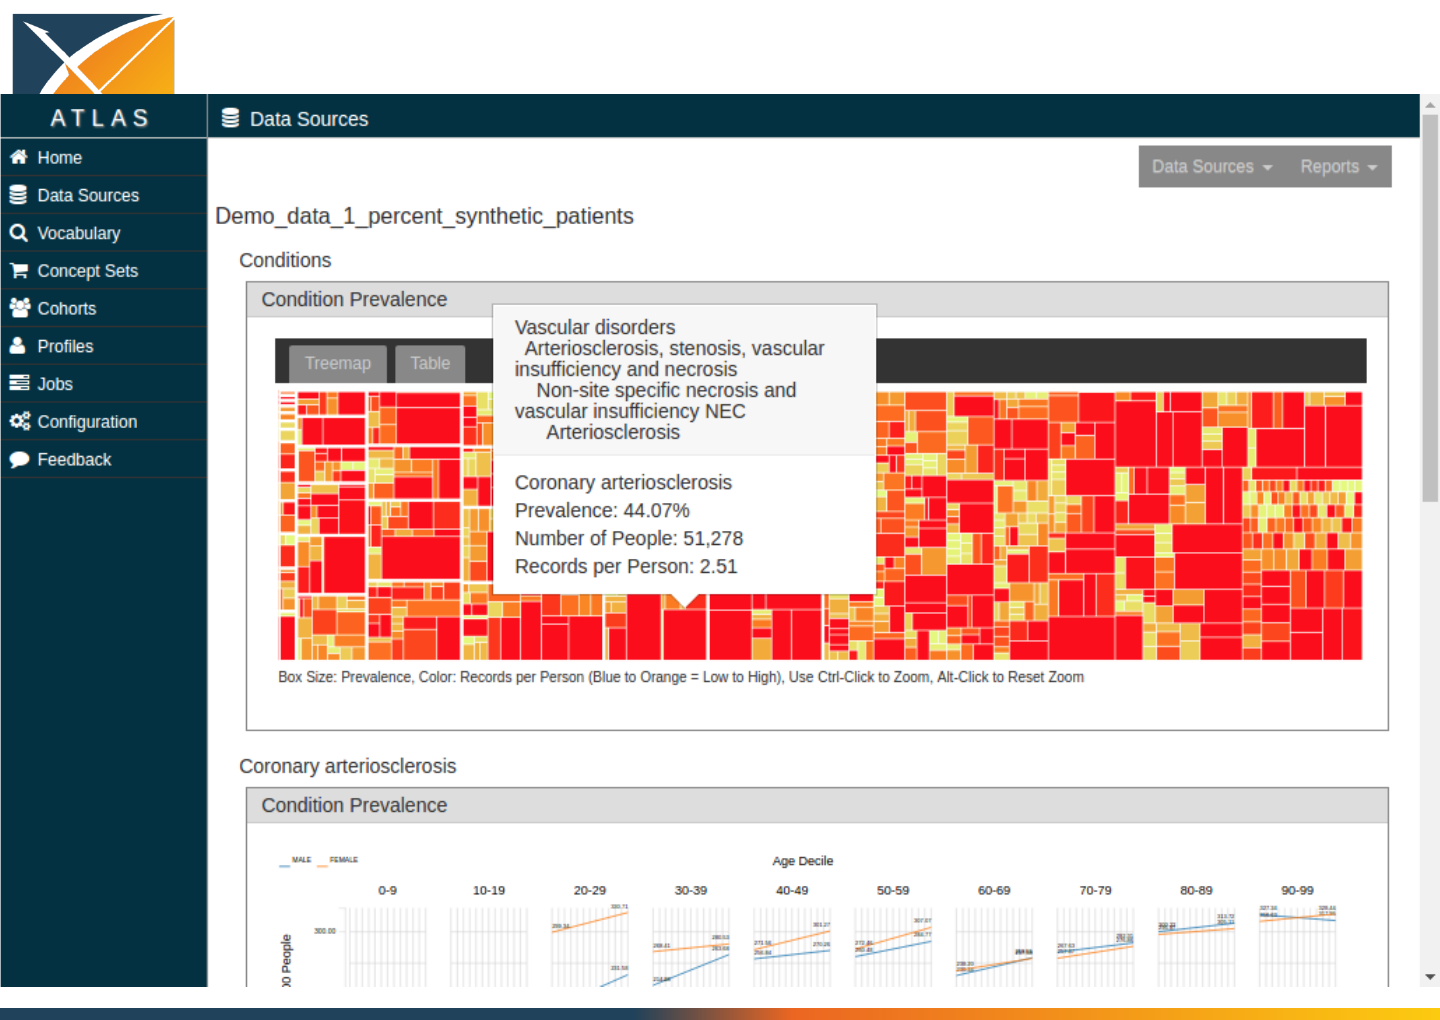 ATLAS
Data Sources
Home
Data Sources
Vocabulary
Concept Sets
Cohorts
Profiles
Jobs
Configuration
Feedback
Data Sources Reports
Demo_data_1_percent_synthetic_patients
Conditions
Condition Prevalence
Treemap Table
Vascular disorders
Arteriosclerosis, stenosis, vascular
insufficiency and necrosis
Non-site specific necrosis and
vascular insufficiency NEC
Arteriosclerosis
Coronary arteriosclerosis
Prevalence: 44.07%
Number of People: 51,278
Records per Person: 2.51
Box Size: Prevalence, Color: Records per Person (Blue to Orange = Low to High), Use Ctrl-Click to Zoom, Alt-Click to Reset Zoom
Coronary arteriosclerosis
Condition Prevalence
MALE FEMALE
Age Decile
0-9 10-19 20-29 30-39 40-49 50-59 60-69 70-79 80-89 90-99
300.00
People